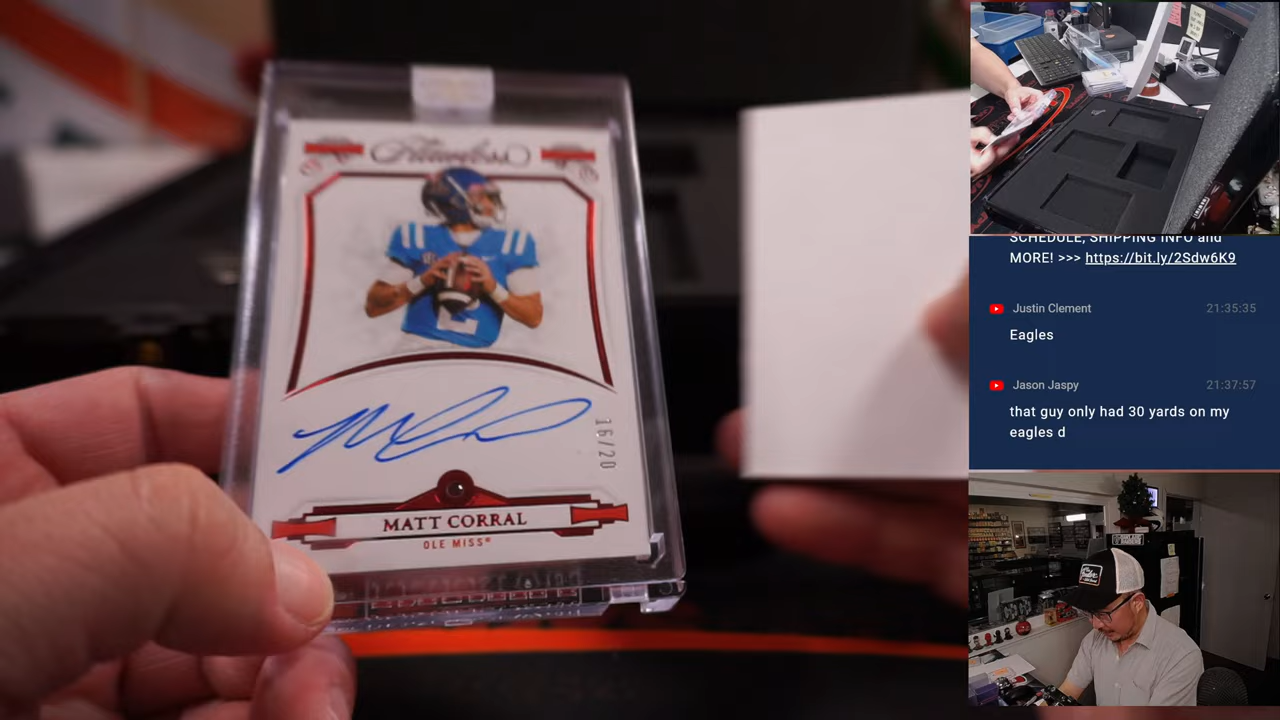 Flawless
16/20
MATT CORRAL
OLE MISS
SCHEDULE, SHIPPING INFO and
MORE! >>> https://bit.ly/2Sdw6K9
Justin Clement 21:35:35
Eagles
Jason Jaspy 21:37:57
that guy only had 30 yards on my
eagles d